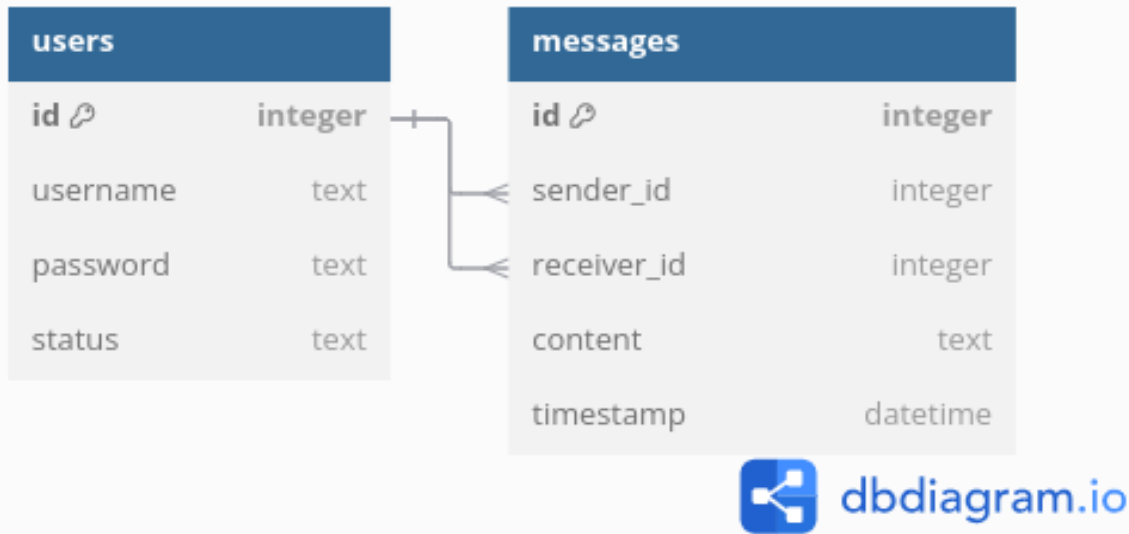 users
id integer
username text
password text
status text
messages
id integer
sender_id integer
receiver_id integer
content text
timestamp datetime
dbdiagram.io